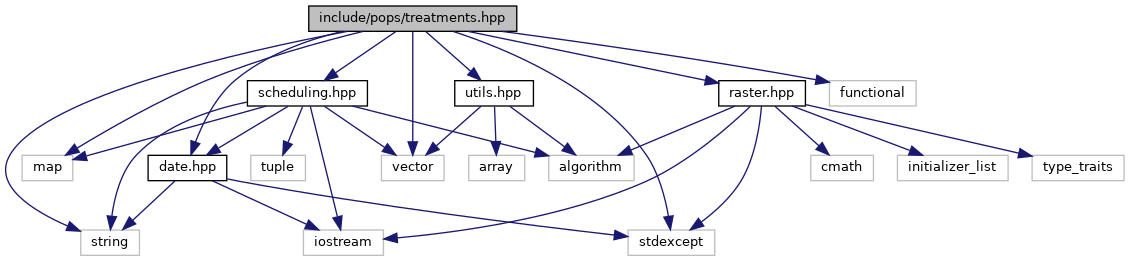 include/pops/treatments.hpp
scheduling.hpp
utils.hpp
raster.hpp
functional
map
date.hpp
tuple
vector
array
algorithm
cmath
initializer_list
type_traits
string
iostream
stdexcept